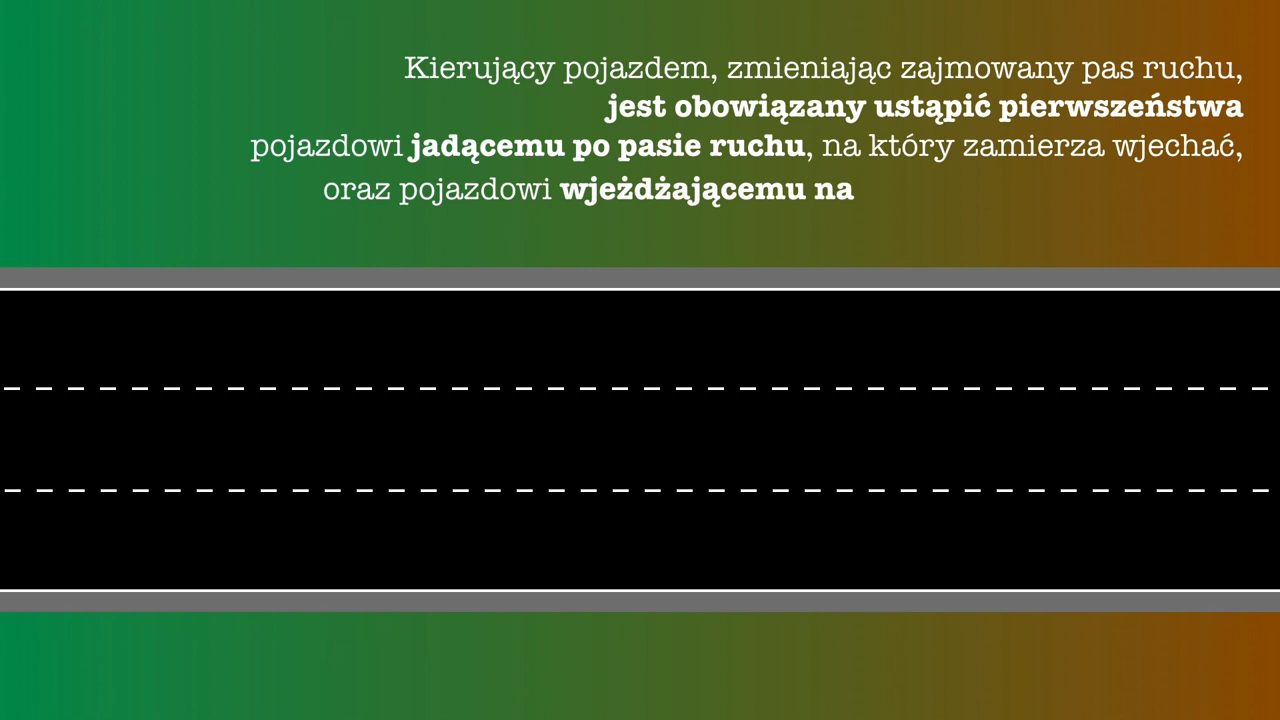 Kierujący pojazdem, zmieniając zajmowany pas ruchu,
jest obowiązany ustąpić pierwszeństwa
pojazdowi jadącemu po pasie ruchu, na który zamierza wjechać,
oraz pojazdowi wjeżdżającemu na